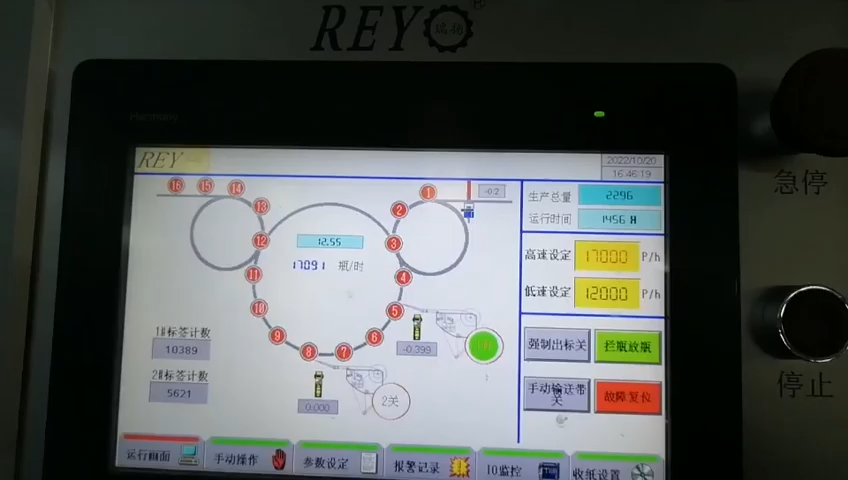 REY 瑞扬 ®
Harmony
REY
2022/10/20
16:46:19
16 15 14 13 12 11 10 9 8 7 6 5 4 3 2 1
-0.2
12.55
17091 瓶/时
生产总量 2296
运行时间 1456 H
高速设定 17000 P/h
低速设定 12000 P/h
1#标签计数
10389
2#标签计数
5621
-0.399
0.000
2关
强制出标关
拦瓶放瓶
手动输送带
关
故障复位
运行画面
手动操作
参数设定
报警记录
IO监控
收纸设置
急停
停止